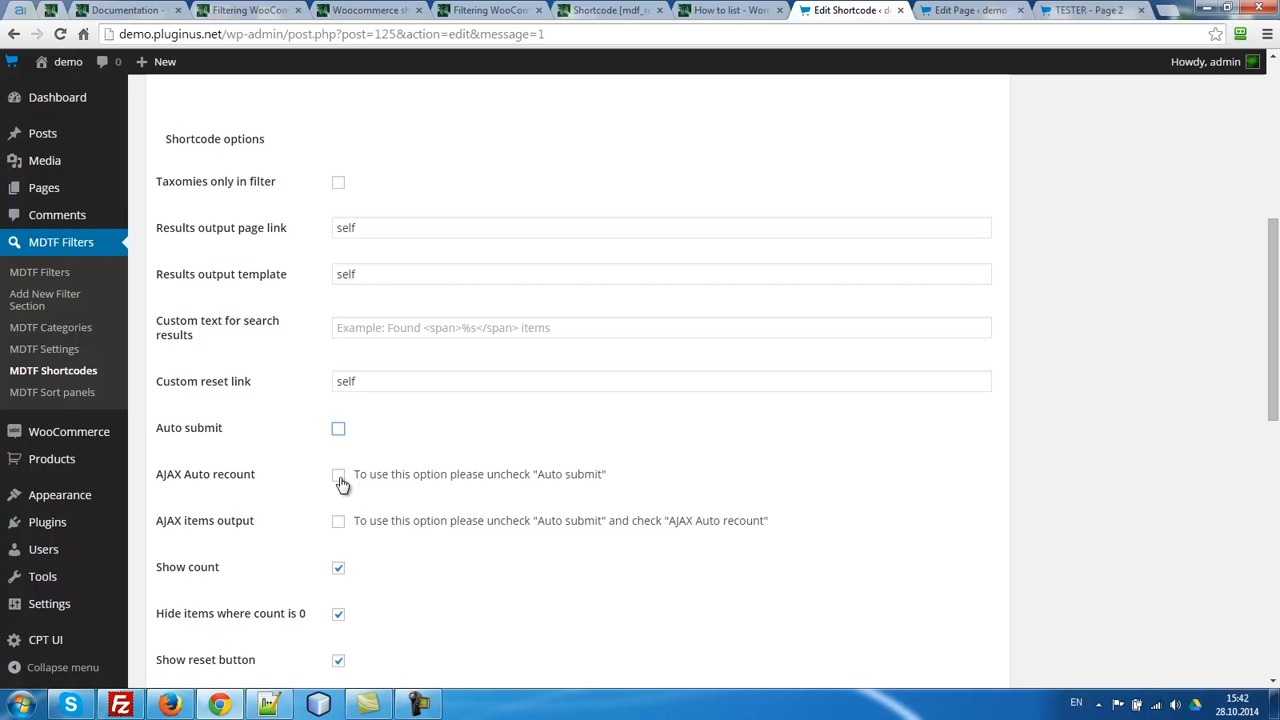 Documentation
Filtering WooCom
Woocommerce sh
Filtering WooCom
Shortcode [mdf_re
How to list - Word
Edit Shortcode ‹ d
Edit Page ‹ demo
TESTER - Page 2
demo.pluginus.net/wp-admin/post.php?post=125&action=edit&message=1
demo 0 New Howdy, admin
Dashboard
Posts
Media
Pages
Comments
MDTF Filters
MDTF Filters
Add New Filter
Section
MDTF Categories
MDTF Settings
MDTF Shortcodes
MDTF Sort panels
WooCommerce
Products
Appearance
Plugins
Users
Tools
Settings
CPT UI
Collapse menu
Shortcode options
Taxomies only in filter
Results output page link self
Results output template self
Custom text for search
results
Example: Found <span>%s</span> items
Custom reset link self
Auto submit
AJAX Auto recount To use this option please uncheck "Auto submit"
AJAX items output To use this option please uncheck "Auto submit" and check "AJAX Auto recount"
Show count
Hide items where count is 0
Show reset button
EN 15:42
28.10.2014